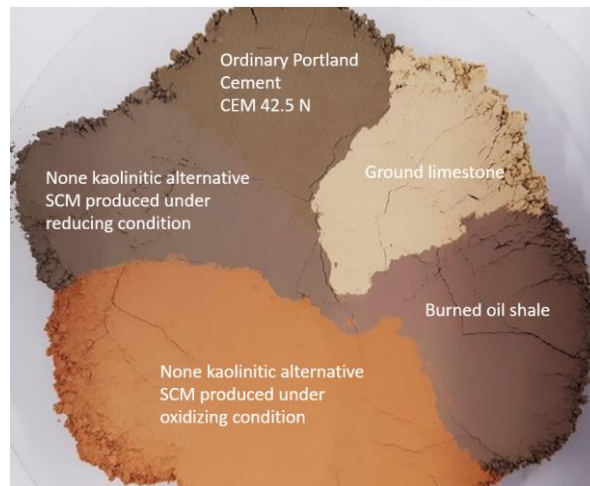 Ordinary Portland
Cement
CEM 42.5 N
Ground limestone
None kaolinitic alternative
SCM produced under
reducing condition
Burned oil shale
None kaolinitic alternative
SCM produced under
oxidizing condition